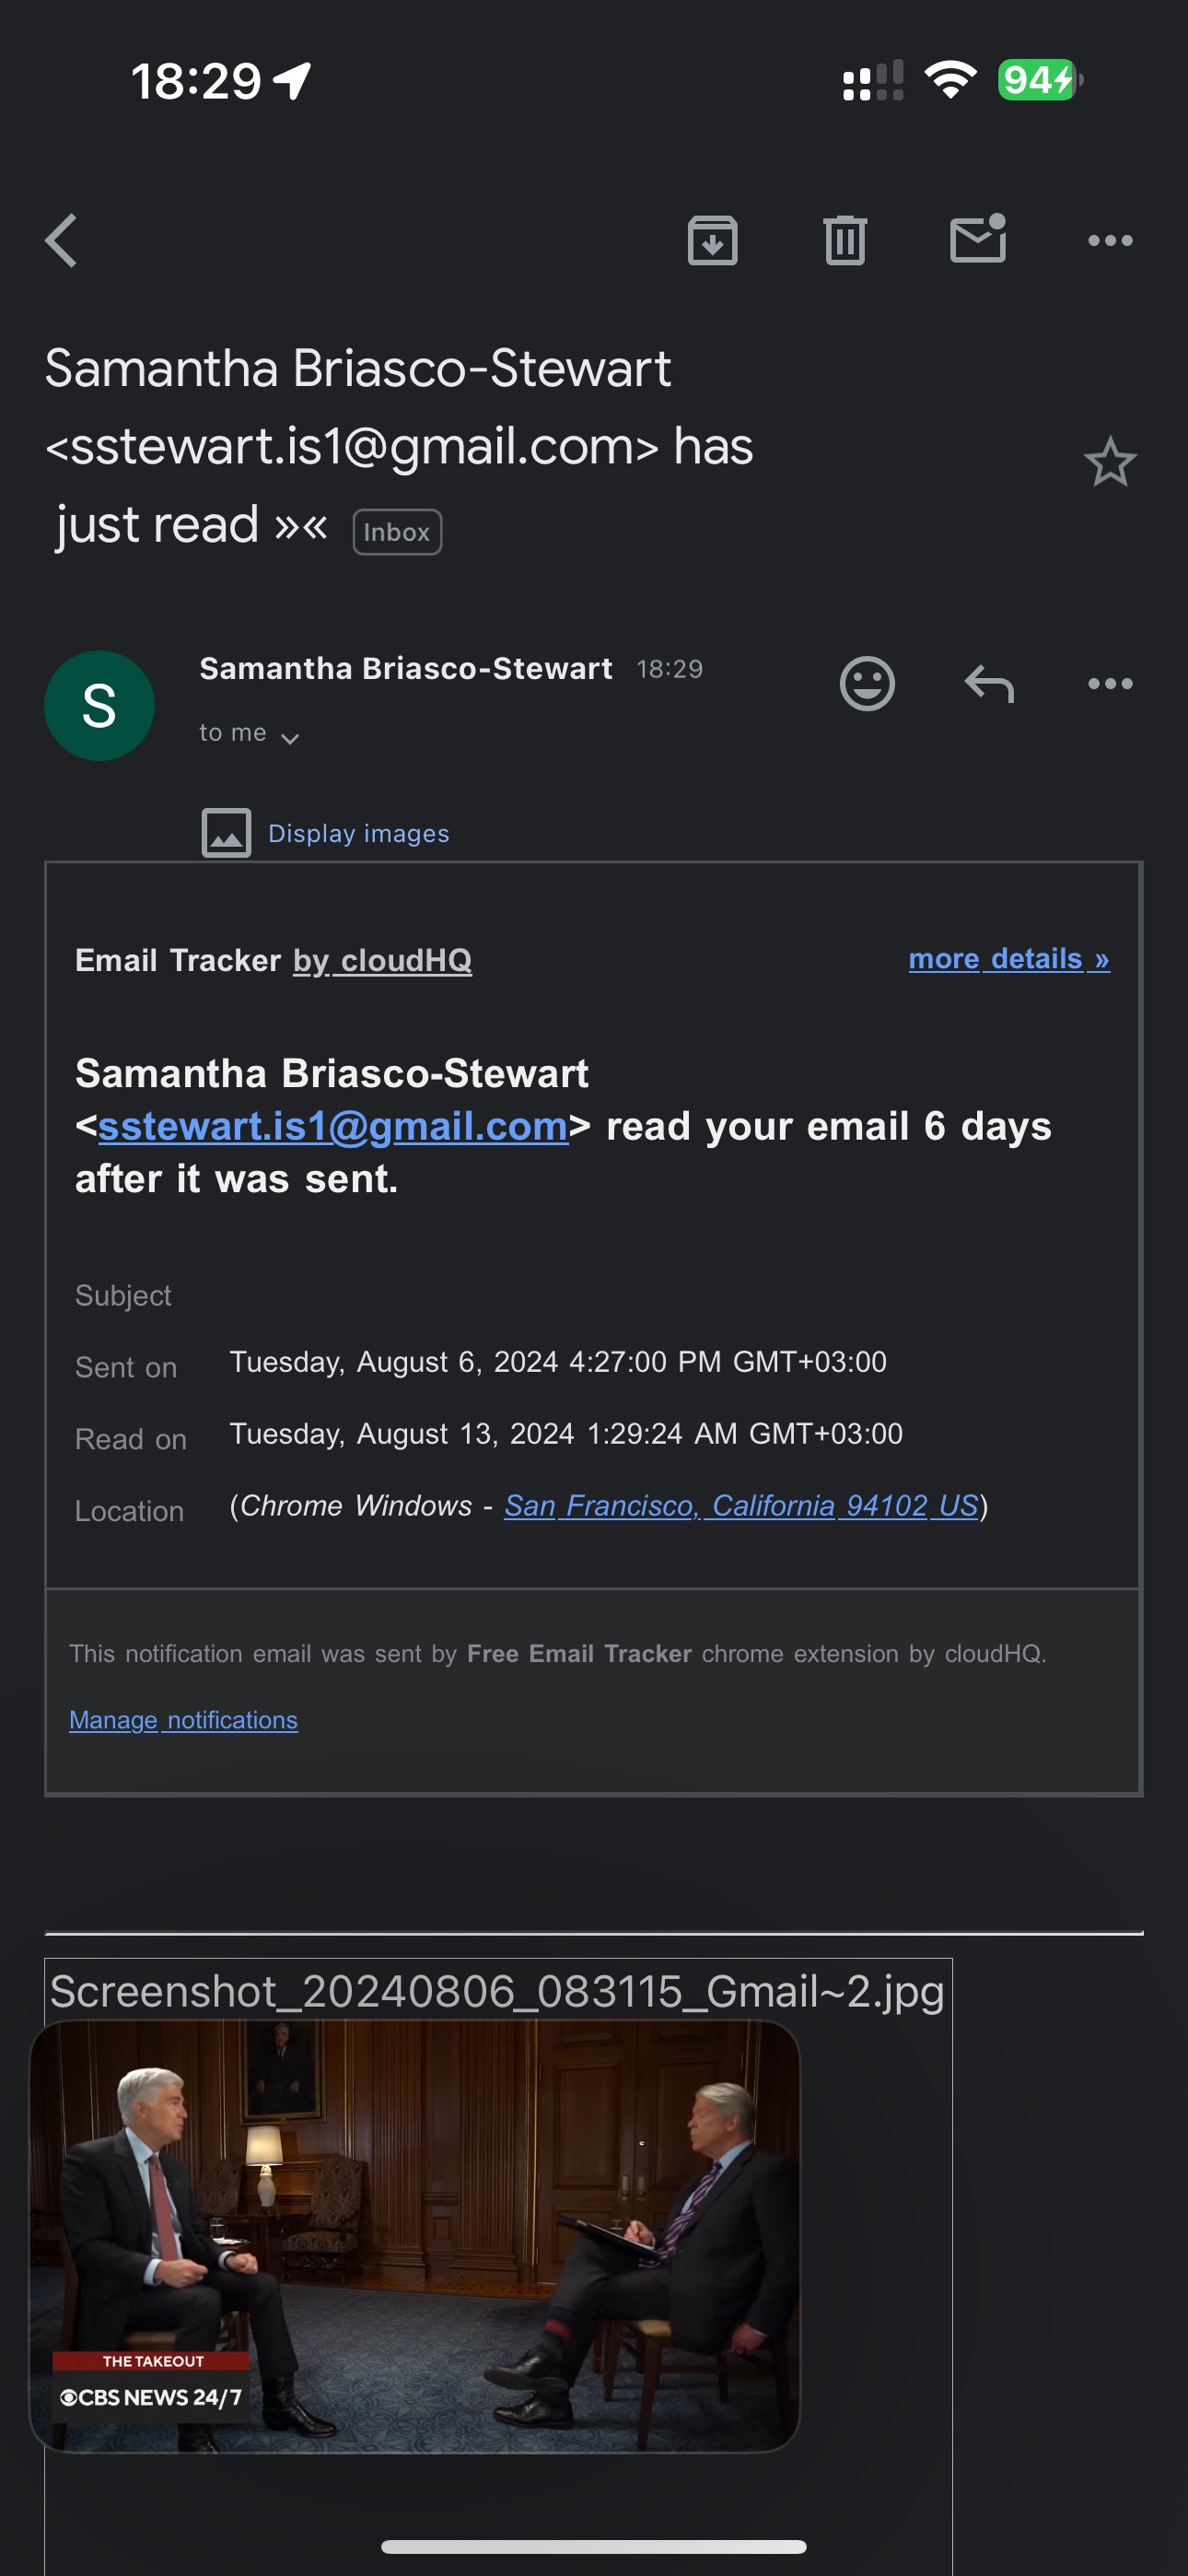 18:29
94
Samantha Briasco-Stewart
<sstewart.is1@gmail.com> has
just read »«
Inbox
S
Samantha Briasco-Stewart 18:29
to me
Display images
Email Tracker by cloudHQ
more details »
Samantha Briasco-Stewart
<sstewart.is1@gmail.com> read your email 6 days
after it was sent.
Subject
Sent on Tuesday, August 6, 2024 4:27:00 PM GMT+03:00
Read on Tuesday, August 13, 2024 1:29:24 AM GMT+03:00
Location (Chrome Windows - San Francisco, California 94102 US)
This notification email was sent by Free Email Tracker chrome extension by cloudHQ.
Manage notifications
Screenshot_20240806_083115_Gmail~2.jpg
THE TAKEOUT
CBS NEWS 24/7